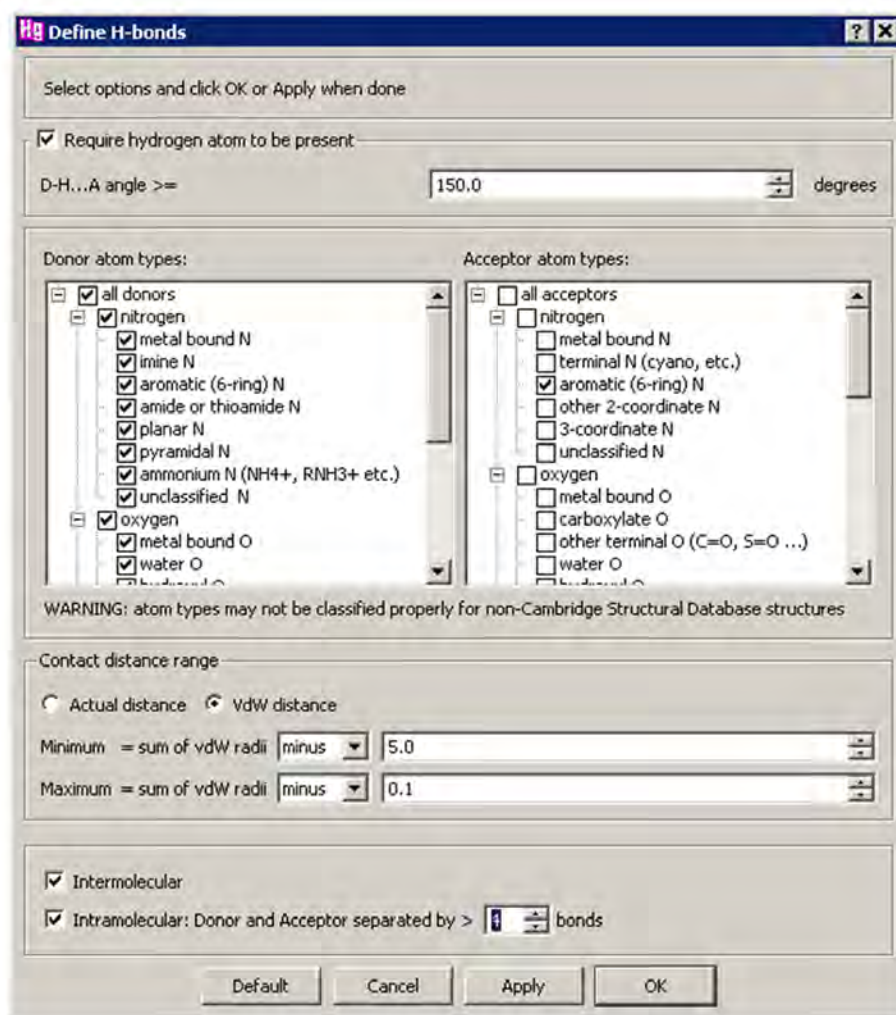 Hg Define H-bonds ? X
Select options and click OK or Apply when done
Require hydrogen atom to be present
D-H...A angle >= 150.0 degrees
Donor atom types:
all donors
nitrogen
metal bound N
imine N
aromatic (6-ring) N
amide or thioamide N
planar N
pyramidal N
ammonium N (NH4+, RNH3+ etc.)
unclassified N
oxygen
metal bound O
water O
Acceptor atom types:
all acceptors
nitrogen
metal bound N
terminal N (cyano, etc.)
aromatic (6-ring) N
other 2-coordinate N
3-coordinate N
unclassified N
oxygen
metal bound O
carboxylate O
other terminal O (C=O, S=O ...)
water O
WARNING: atom types may not be classified properly for non-Cambridge Structural Database structures
Contact distance range
Actual distance VdW distance
Minimum = sum of vdW radii minus 5.0
Maximum = sum of vdW radii minus 0.1
Intermolecular
Intramolecular: Donor and Acceptor separated by > 4 bonds
Default Cancel Apply OK